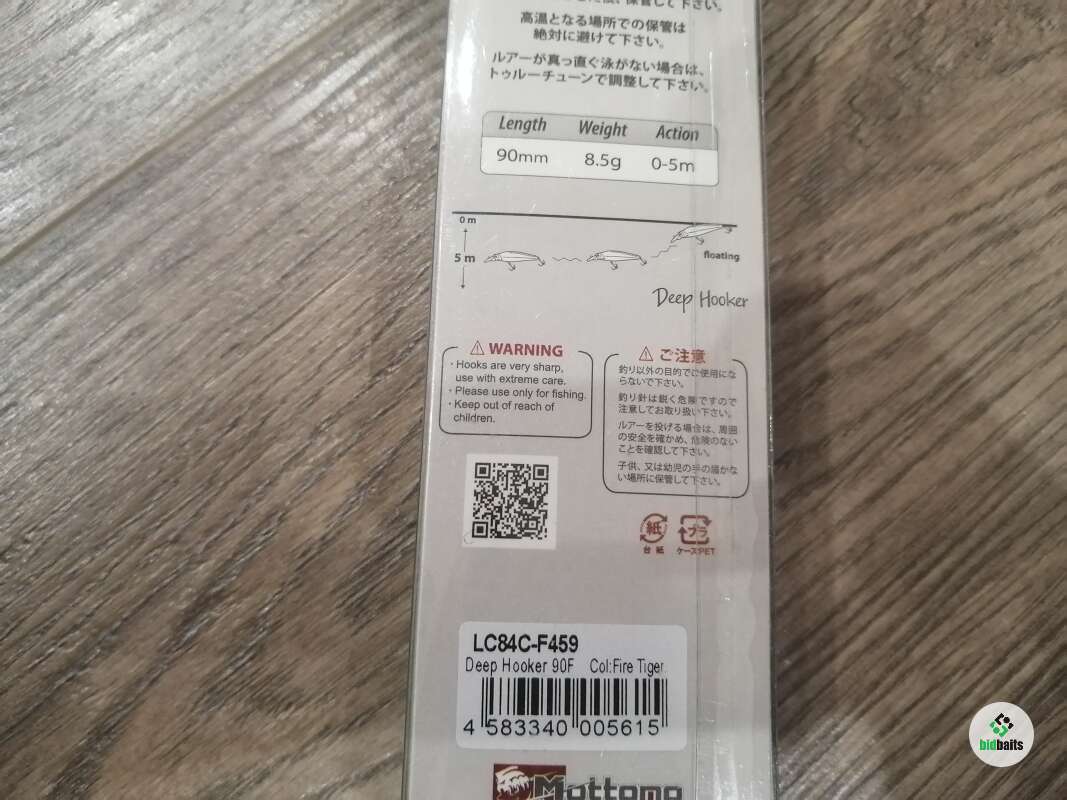 保管して下さい。
高温となる場所での保管は
絶対に避けて下さい。
ルアーが真っ直ぐ泳がない場合は、
トゥルーチューンで調整して下さい。
Length Weight Action
90mm 8.5g 0-5m
0 m
5 m
floating
Deep Hooker
WARNING
・Hooks are very sharp,
use with extreme care.
・Please use only for fishing.
・Keep out of reach of
children.
ご注意
釣り以外の目的でご使用にな
らないで下さい。
釣り針は鋭く危険ですので
注意してお取り扱い下さい。
ルアーを投げる場合は、周囲
の安全を確かめ、危険のない
ことを確認して下さい。
子供、又は幼児の手の届かな
い場所に保管して下さい。
紙 プラ
台紙 ケースPET
LC84C-F459
Deep Hooker 90F Col:Fire Tiger
4 583340 005615
Mottomo
bidbaits